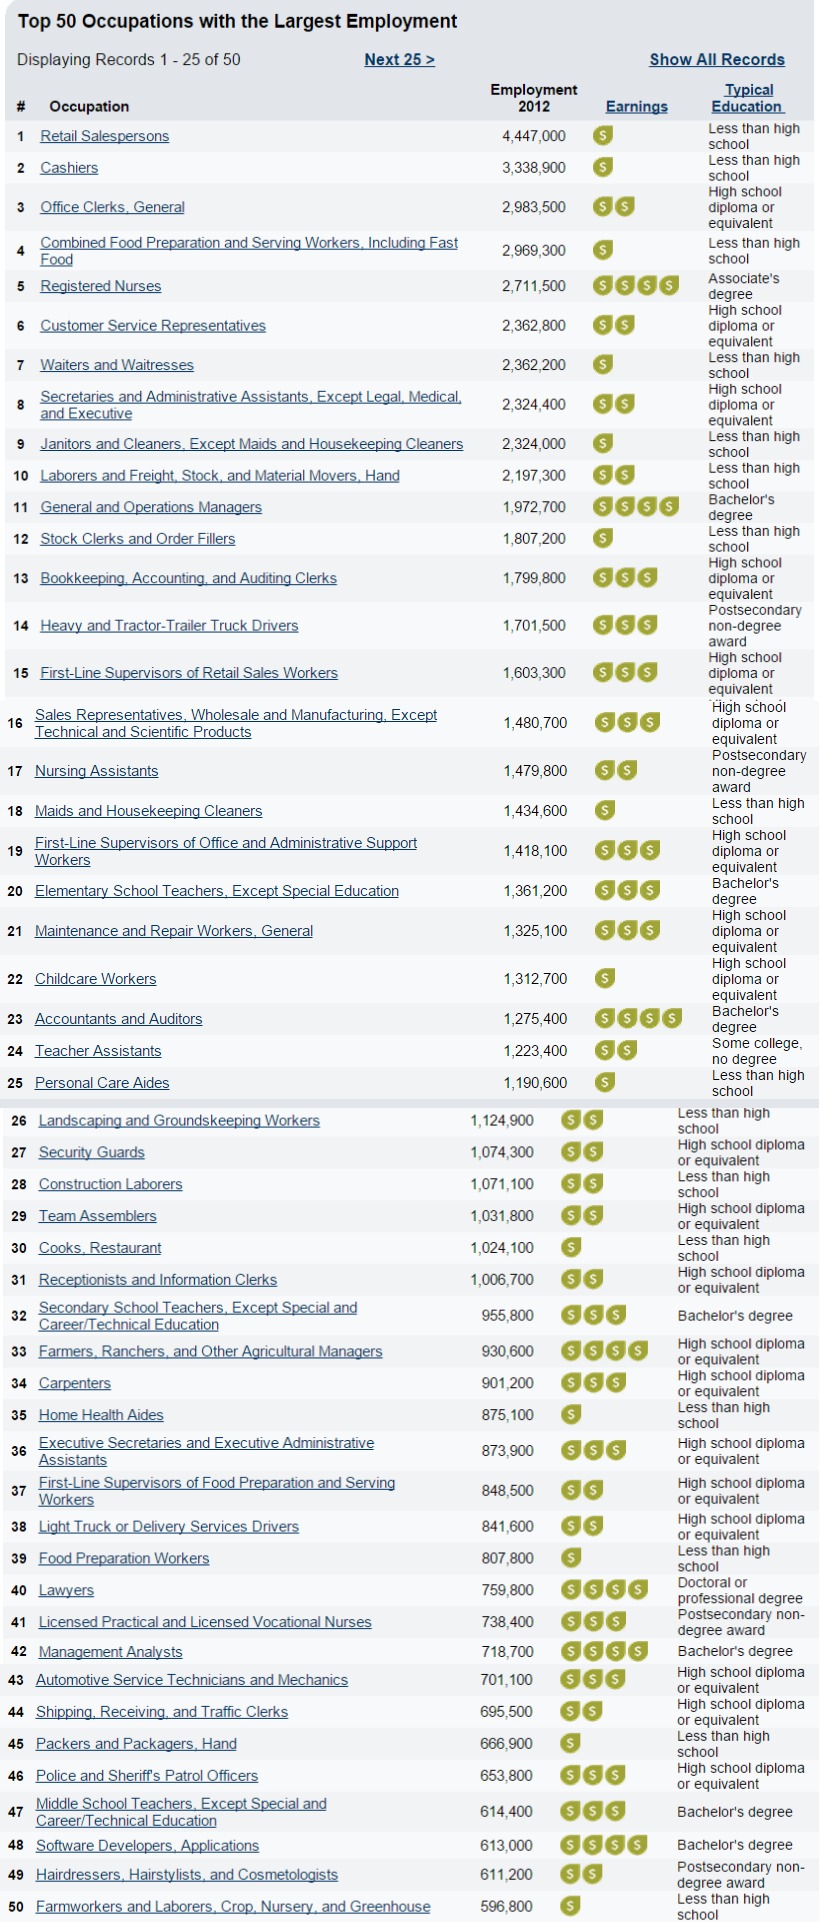 Top 50 Occupations with the Largest Employment
Displaying Records 1 - 25 of 50 Next 25 > Show All Records
# Occupation Employment 2012 Earnings Typical Education
1 Retail Salespersons 4,447,000 $ Less than high school
2 Cashiers 3,338,900 $ Less than high school
3 Office Clerks, General 2,983,500 $ $ High school diploma or equivalent
4 Combined Food Preparation and Serving Workers, Including Fast Food 2,969,300 $ Less than high school
5 Registered Nurses 2,711,500 $ $ $ $ Associate's degree
6 Customer Service Representatives 2,362,800 $ $ High school diploma or equivalent
7 Waiters and Waitresses 2,362,200 $ Less than high school
8 Secretaries and Administrative Assistants, Except Legal, Medical, and Executive 2,324,400 $ $ High school diploma or equivalent
9 Janitors and Cleaners, Except Maids and Housekeeping Cleaners 2,324,000 $ Less than high school
10 Laborers and Freight, Stock, and Material Movers, Hand 2,197,300 $ $ Less than high school
11 General and Operations Managers 1,972,700 $ $ $ $ Bachelor's degree
12 Stock Clerks and Order Fillers 1,807,200 $ Less than high school
13 Bookkeeping, Accounting, and Auditing Clerks 1,799,800 $ $ $ High school diploma or equivalent
14 Heavy and Tractor-Trailer Truck Drivers 1,701,500 $ $ $ Postsecondary non-degree award
15 First-Line Supervisors of Retail Sales Workers 1,603,300 $ $ $ High school diploma or equivalent
16 Sales Representatives, Wholesale and Manufacturing, Except Technical and Scientific Products 1,480,700 $ $ $ High school diploma or equivalent
17 Nursing Assistants 1,479,800 $ $ Postsecondary non-degree award
18 Maids and Housekeeping Cleaners 1,434,600 $ Less than high school
19 First-Line Supervisors of Office and Administrative Support Workers 1,418,100 $ $ $ High school diploma or equivalent
20 Elementary School Teachers, Except Special Education 1,361,200 $ $ $ Bachelor's degree
21 Maintenance and Repair Workers, General 1,325,100 $ $ $ High school diploma or equivalent
22 Childcare Workers 1,312,700 $ High school diploma or equivalent
23 Accountants and Auditors 1,275,400 $ $ $ $ Bachelor's degree
24 Teacher Assistants 1,223,400 $ $ Some college, no degree
25 Personal Care Aides 1,190,600 $ Less than high school
26 Landscaping and Groundskeeping Workers 1,124,900 $ $ Less than high school
27 Security Guards 1,074,300 $ $ High school diploma or equivalent
28 Construction Laborers 1,071,100 $ $ Less than high school
29 Team Assemblers 1,031,800 $ $ High school diploma or equivalent
30 Cooks, Restaurant 1,024,100 $ Less than high school
31 Receptionists and Information Clerks 1,006,700 $ $ High school diploma or equivalent
32 Secondary School Teachers, Except Special and Career/Technical Education 955,800 $ $ $ Bachelor's degree
33 Farmers, Ranchers, and Other Agricultural Managers 930,600 $ $ $ $ High school diploma or equivalent
34 Carpenters 901,200 $ $ $ High school diploma or equivalent
35 Home Health Aides 875,100 $ Less than high school
36 Executive Secretaries and Executive Administrative Assistants 873,900 $ $ $ High school diploma or equivalent
37 First-Line Supervisors of Food Preparation and Serving Workers 848,500 $ $ High school diploma or equivalent
38 Light Truck or Delivery Services Drivers 841,600 $ $ High school diploma or equivalent
39 Food Preparation Workers 807,800 $ Less than high school
40 Lawyers 759,800 $ $ $ $ Doctoral or professional degree
41 Licensed Practical and Licensed Vocational Nurses 738,400 $ $ $ Postsecondary non-degree award
42 Management Analysts 718,700 $ $ $ $ Bachelor's degree
43 Automotive Service Technicians and Mechanics 701,100 $ $ $ High school diploma or equivalent
44 Shipping, Receiving, and Traffic Clerks 695,500 $ $ High school diploma or equivalent
45 Packers and Packagers, Hand 666,900 $ Less than high school
46 Police and Sheriff's Patrol Officers 653,800 $ $ $ High school diploma or equivalent
47 Middle School Teachers, Except Special and Career/Technical Education 614,400 $ $ $ Bachelor's degree
48 Software Developers, Applications 613,000 $ $ $ $ Bachelor's degree
49 Hairdressers, Hairstylists, and Cosmetologists 611,200 $ $ Postsecondary non-degree award
50 Farmworkers and Laborers, Crop, Nursery, and Greenhouse 596,800 $ Less than high school